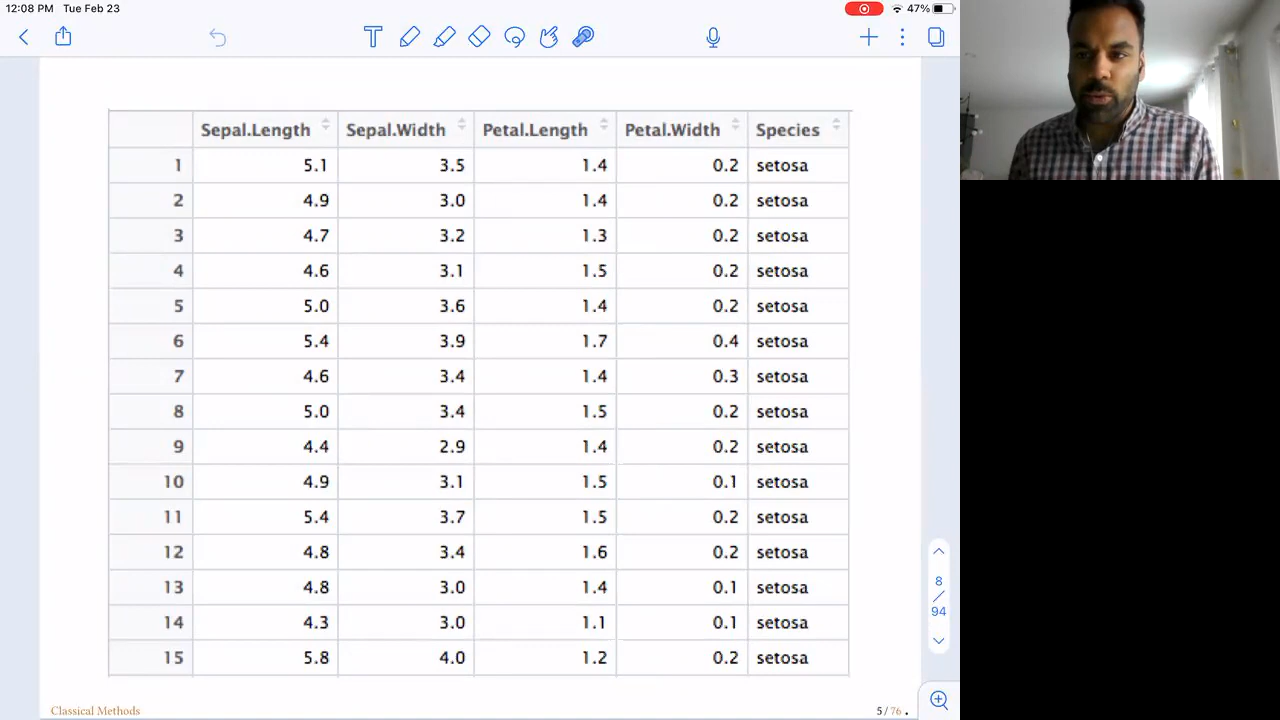 12:08 PM Tue Feb 23 47%
Sepal.Length Sepal.Width Petal.Length Petal.Width Species
1 5.1 3.5 1.4 0.2 setosa
2 4.9 3.0 1.4 0.2 setosa
3 4.7 3.2 1.3 0.2 setosa
4 4.6 3.1 1.5 0.2 setosa
5 5.0 3.6 1.4 0.2 setosa
6 5.4 3.9 1.7 0.4 setosa
7 4.6 3.4 1.4 0.3 setosa
8 5.0 3.4 1.5 0.2 setosa
9 4.4 2.9 1.4 0.2 setosa
10 4.9 3.1 1.5 0.1 setosa
11 5.4 3.7 1.5 0.2 setosa
12 4.8 3.4 1.6 0.2 setosa
13 4.8 3.0 1.4 0.1 setosa
14 4.3 3.0 1.1 0.1 setosa
15 5.8 4.0 1.2 0.2 setosa
8
/
94
Classical Methods 5 / 76 .